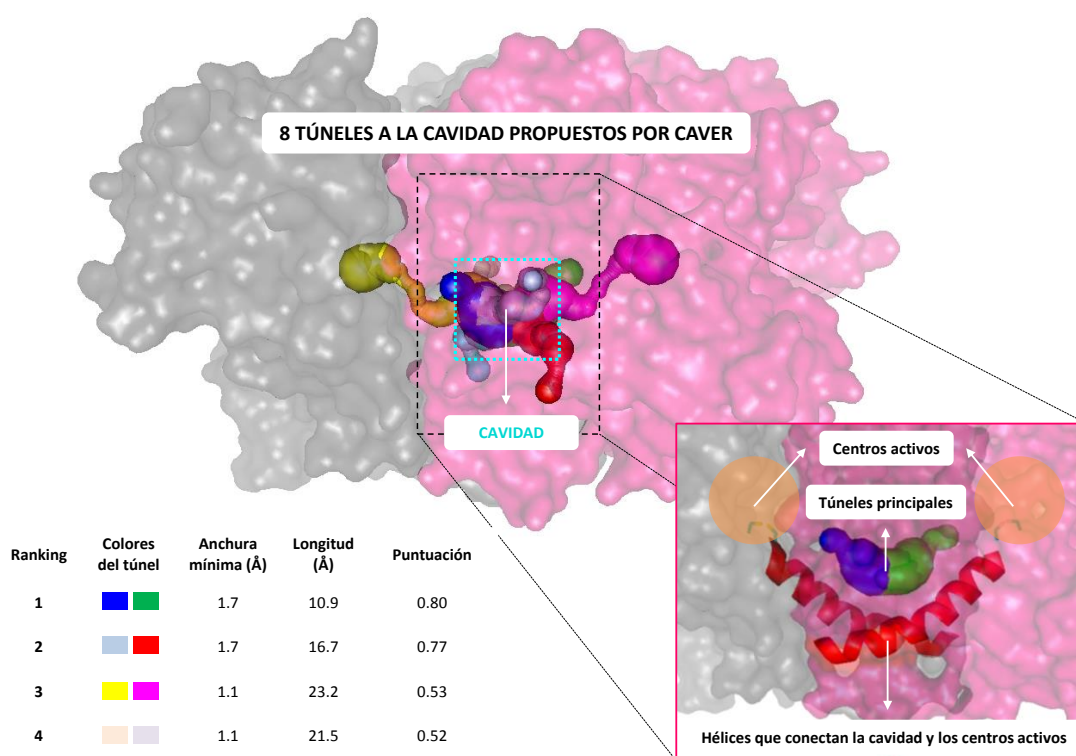 8 TÚNELES A LA CAVIDAD PROPUESTOS POR CAVER
CAVIDAD
Centros activos
Túneles principales
Hélices que conectan la cavidad y los centros activos
Ranking Colores del túnel Anchura mínima (Å) Longitud (Å) Puntuación
1 1.7 10.9 0.80
2 1.7 16.7 0.77
3 1.1 23.2 0.53
4 1.1 21.5 0.52